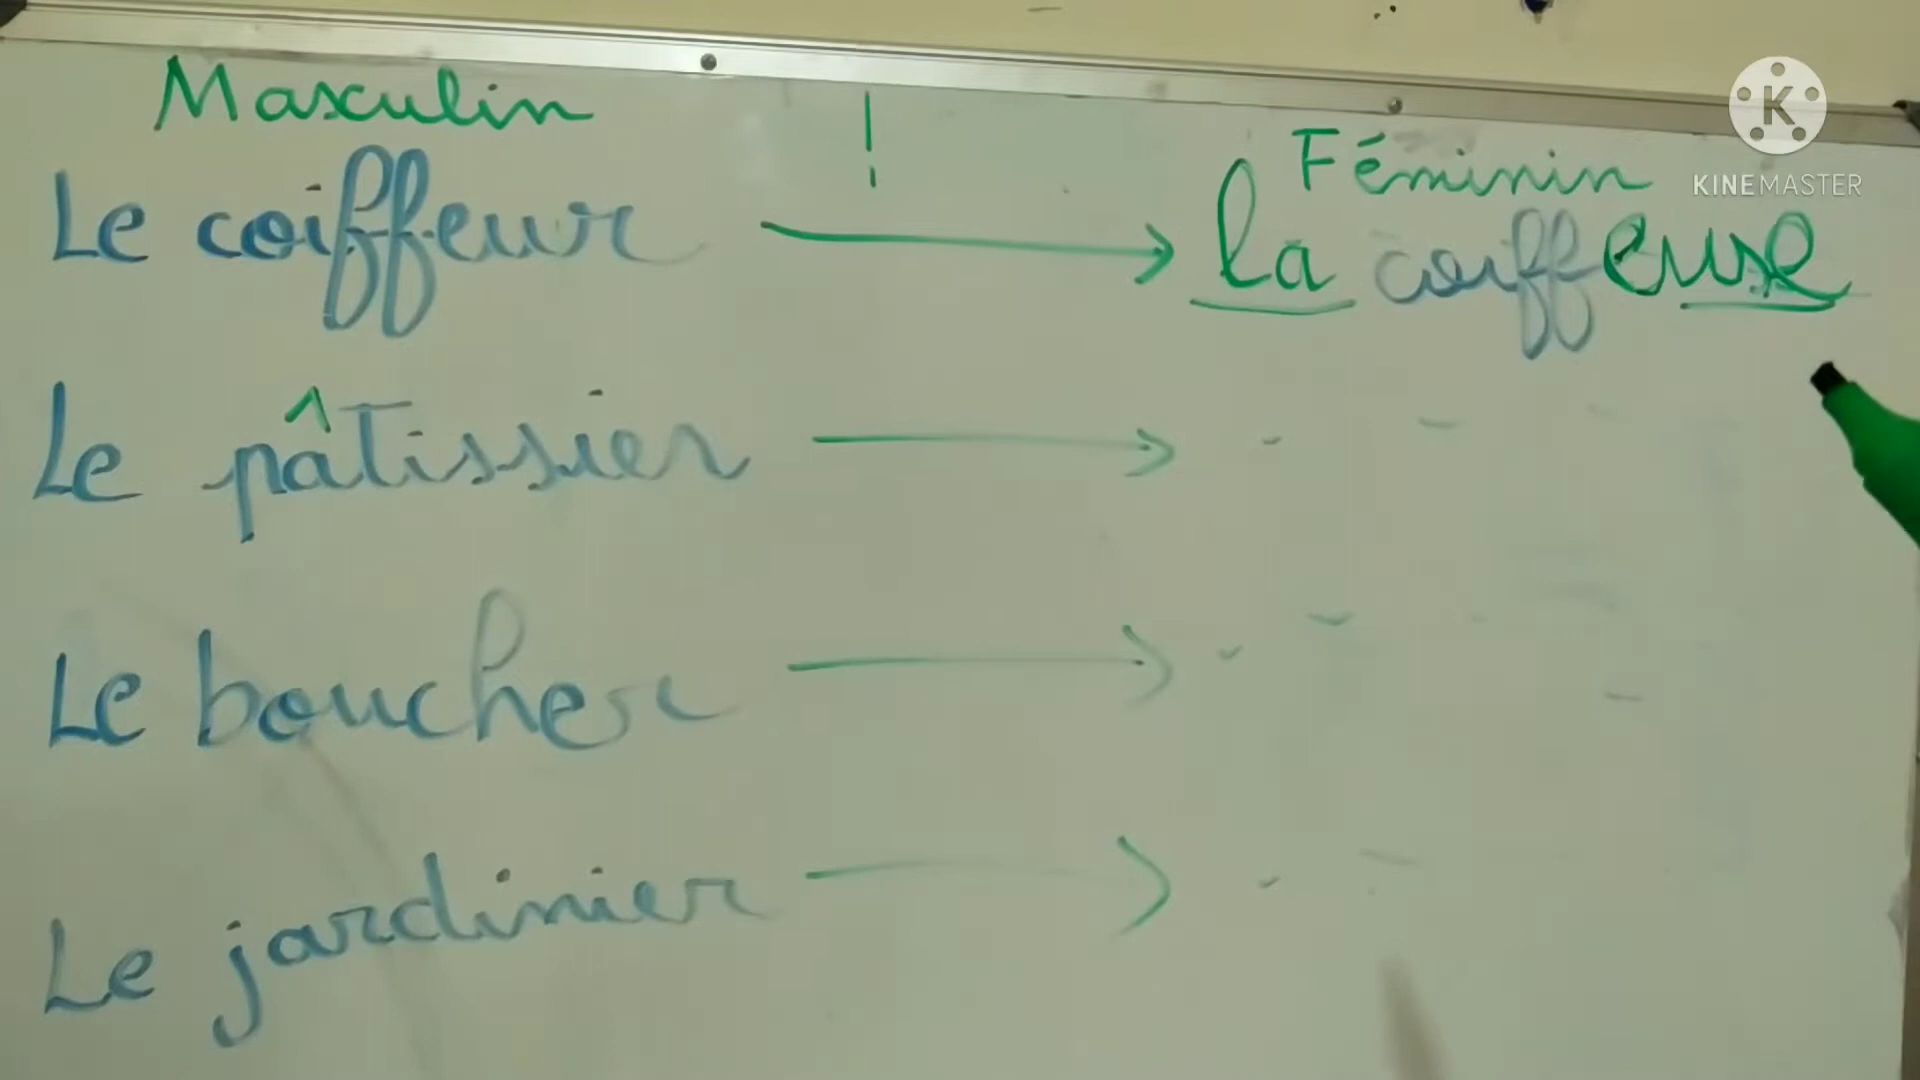 Masculin
Féminin
Le coiffeur → la coiffeuse
Le pâtissier →
Le boucher →
Le jardinier →
KINEMASTER